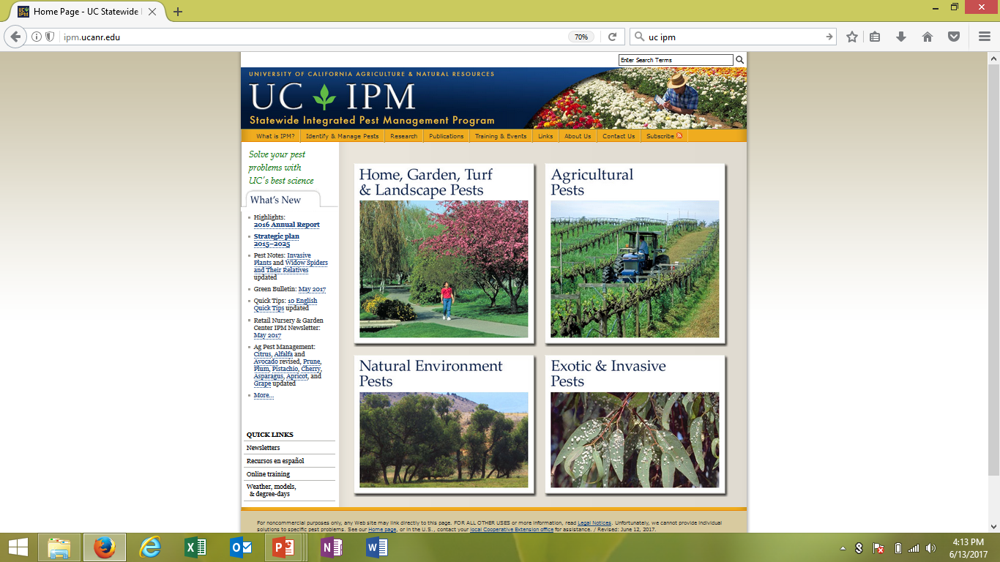 Home Page - UC Statewide
ipm.ucanr.edu
70%
uc ipm
Enter Search Terms
UNIVERSITY OF CALIFORNIA AGRICULTURE & NATURAL RESOURCES
UC IPM
Statewide Integrated Pest Management Program
What is IPM?
Identify & Manage Pests
Research
Publications
Training & Events
Links
About Us
Contact Us
Subscribe
Solve your pest
problems with
UC's best science
What's New
Highlights:
2016 Annual Report
Strategic plan
2015–2025
Pest Notes: Invasive
Plants and Widow Spiders
and Their Relatives
updated
Green Bulletin: May 2017
Quick Tips: 10 English
Quick Tips updated
Retail Nursery & Garden
Center IPM Newsletter:
May 2017
Ag Pest Management:
Citrus, Alfalfa and
Avocado revised, Prune,
Plum, Pistachio, Cherry,
Asparagus, Apricot, and
Grape updated
More...
QUICK LINKS
Newsletters
Recursos en español
Online training
Weather, models,
& degree-days
Home, Garden, Turf
& Landscape Pests
Agricultural
Pests
Natural Environment
Pests
Exotic & Invasive
Pests
For noncommercial purposes only, any Web site may link directly to this page. FOR ALL OTHER USES or more information, read Legal Notices. Unfortunately, we cannot provide individual
solutions to specific pest problems. See our Home page, or in the U.S., contact your local Cooperative Extension office for assistance. / Revised: June 12, 2017.
4:13 PM
6/13/2017